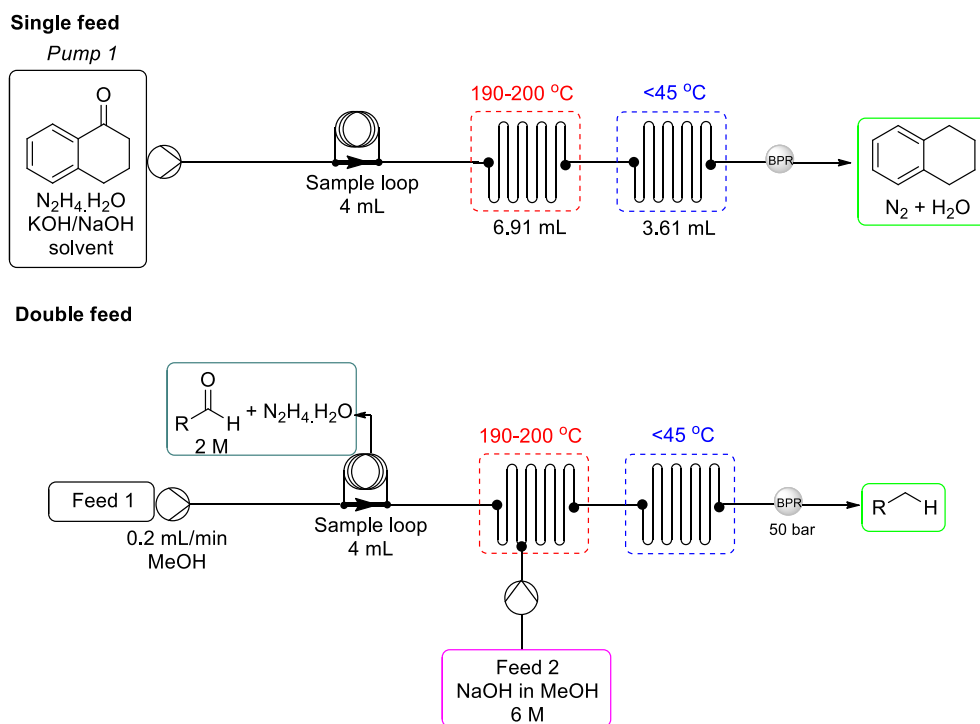 Single feed
Pump 1
O
N2H4.H2O
KOH/NaOH
solvent
Sample loop
4 mL
190-200 °C
6.91 mL
<45 °C
3.61 mL
BPR
N2 + H2O
Double feed
O
R H + N2H4.H2O
2 M
Feed 1
0.2 mL/min
MeOH
Sample loop
4 mL
190-200 °C
<45 °C
BPR
50 bar
R H
Feed 2
NaOH in MeOH
6 M